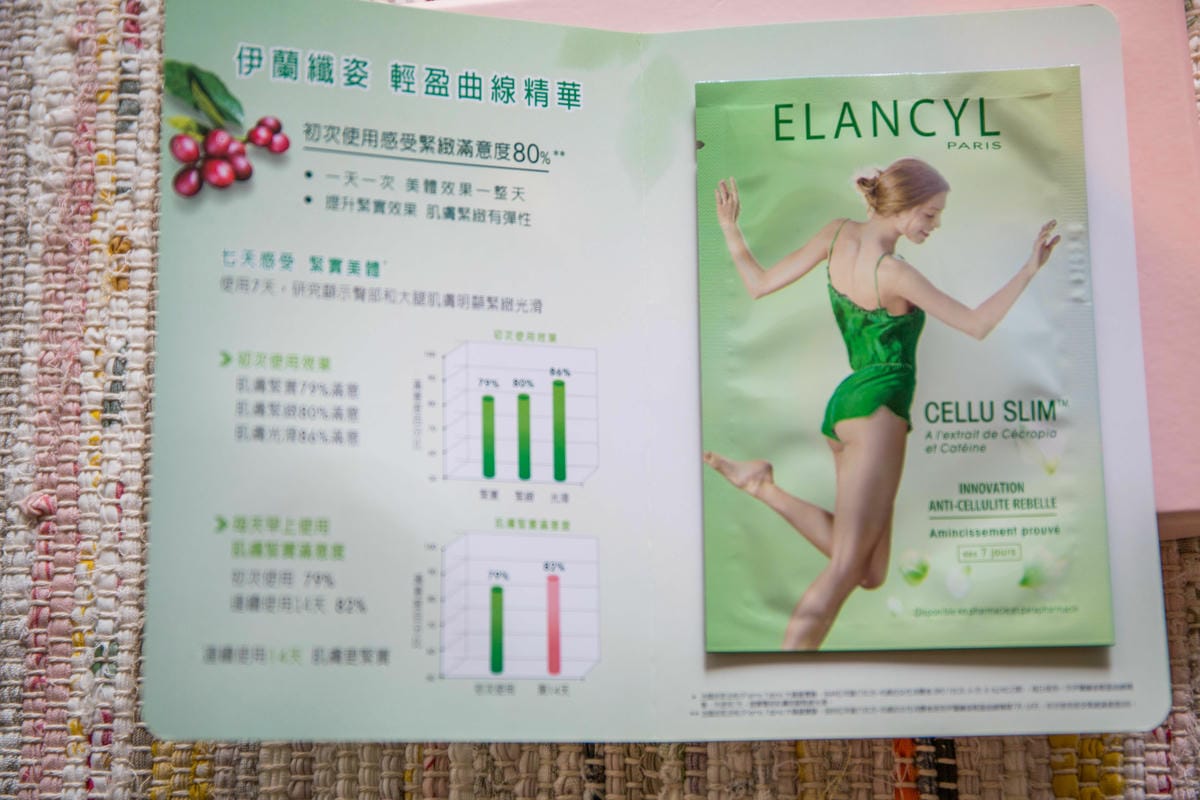 伊蘭纖姿 輕盈曲線精華
初次使用感受緊緻滿意度80%**
• 一天一次 美體效果一整天
• 提升緊實效果 肌膚緊緻有彈性
七天感受 緊實美體*
使用7天，研究顯示臀部和大腿肌膚明顯緊緻光滑
初次使用效果
肌膚緊實79%滿意
肌膚緊緻80%滿意
肌膚光滑86%滿意
初次使用效果
79% 80% 86%
緊實 緊緻 光滑
每天早上使用
肌膚緊實滿意度
初次使用 79%
連續使用14天 82%
連續使用14天 肌膚更緊實
肌膚緊實滿意度
79% 82%
初次使用 第14天
ELANCYL
PARIS
CELLU SLIM™
A l'extrait de Cécropia
et Caféine
INNOVATION
ANTI-CELLULITE REBELLE
Amincissement prouvé
dès 7 jours
Disponible en pharmacie et parapharmacie